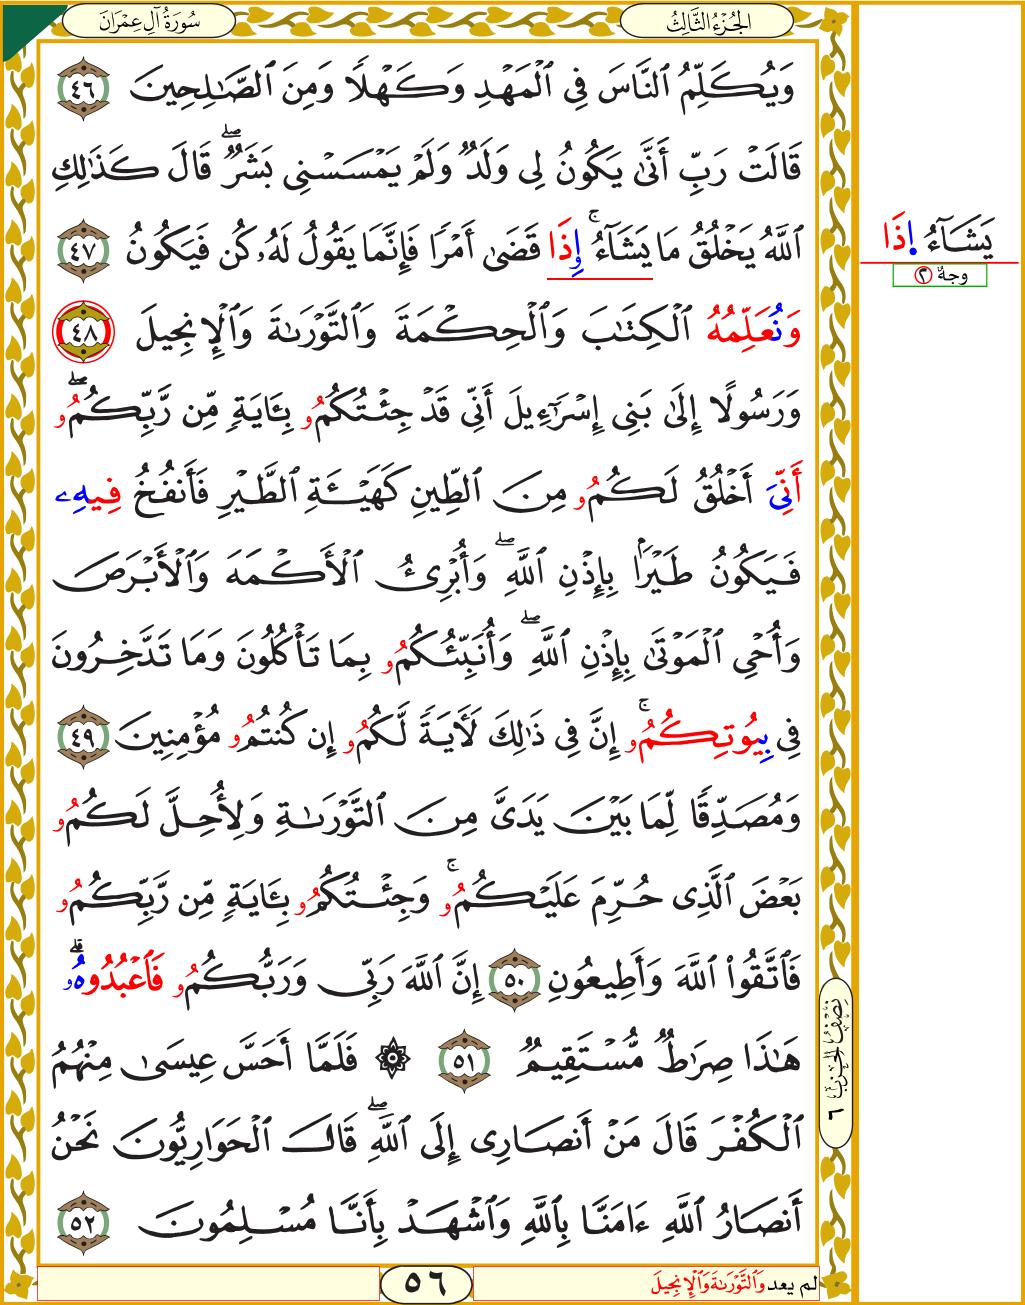 سُورَةُ آلِ عِمْرَانَ
الجُزْءُ الثَّالِثُ
وَيُكَلِّمُ ٱلنَّاسَ فِي ٱلْمَهْدِ وَكَهْلًا وَمِنَ ٱلصَّٰلِحِينَ ٤٦
قَالَتْ رَبِّ أَنَّىٰ يَكُونُ لِي وَلَدٌ وَلَمْ يَمْسَسْنِي بَشَرٌ ۖ قَالَ كَذَٰلِكِ
ٱللَّهُ يَخْلُقُ مَا يَشَآءُ ۚ إِذَا قَضَىٰ أَمْرًا فَإِنَّمَا يَقُولُ لَهُۥ كُن فَيَكُونُ ٤٧
وَنُعَلِّمُهُ ٱلْكِتَٰبَ وَٱلْحِكْمَةَ وَٱلتَّوْرَىٰةَ وَٱلْإِنجِيلَ ٤٨
وَرَسُولًا إِلَىٰ بَنِي إِسْرَٰٓءِيلَ أَنِّي قَدْ جِئْتُكُمُۥ بِـَٔايَةٍ مِّن رَّبِّكُمُۥ ۖ
أَنِّيَ أَخْلُقُ لَكُمُۥ مِنَ ٱلطِّينِ كَهَيْـَٔةِ ٱلطَّيْرِ فَأَنفُخُ فِيهِۦ
فَيَكُونُ طَيْرًۢا بِإِذْنِ ٱللَّهِ ۖ وَأُبْرِئُ ٱلْأَكْمَهَ وَٱلْأَبْرَصَ
وَأُحْيِ ٱلْمَوْتَىٰ بِإِذْنِ ٱللَّهِ ۖ وَأُنَبِّئُكُمُۥ بِمَا تَأْكُلُونَ وَمَا تَدَّخِرُونَ
فِي بِيُوتِكُمُۥ ۚ إِنَّ فِي ذَٰلِكَ لَأٓيَةً لَّكُمُۥ إِن كُنتُمُۥ مُؤْمِنِينَ ٤٩
وَمُصَدِّقًا لِّمَا بَيْنَ يَدَيَّ مِنَ ٱلتَّوْرَىٰةِ وَلِأُحِلَّ لَكُمُۥ
بَعْضَ ٱلَّذِي حُرِّمَ عَلَيْكُمُۥ ۚ وَجِئْتُكُمُۥ بِـَٔايَةٍ مِّن رَّبِّكُمُۥ
فَٱتَّقُوا۟ ٱللَّهَ وَأَطِيعُونِ ٥٠ إِنَّ ٱللَّهَ رَبِّي وَرَبُّكُمُۥ فَٱعْبُدُوهُۥ ۗ
هَٰذَا صِرَٰطٌ مُّسْتَقِيمٌ ٥١ ۞ فَلَمَّا أَحَسَّ عِيسَىٰ مِنْهُمُ
ٱلْكُفْرَ قَالَ مَنْ أَنصَارِي إِلَى ٱللَّهِ ۖ قَالَ ٱلْحَوَارِيُّونَ نَحْنُ
أَنصَارُ ٱللَّهِ ءَامَنَّا بِٱللَّهِ وَٱشْهَدْ بِأَنَّا مُسْلِمُونَ ٥٢
يَشَآءُ إِذَا
وجهٌ ٢
نِصْفُ الحِزْبِ ٦
لم يعد وَٱلتَّوْرَىٰةَ وَٱلْإِنجِيلَ
٥٦